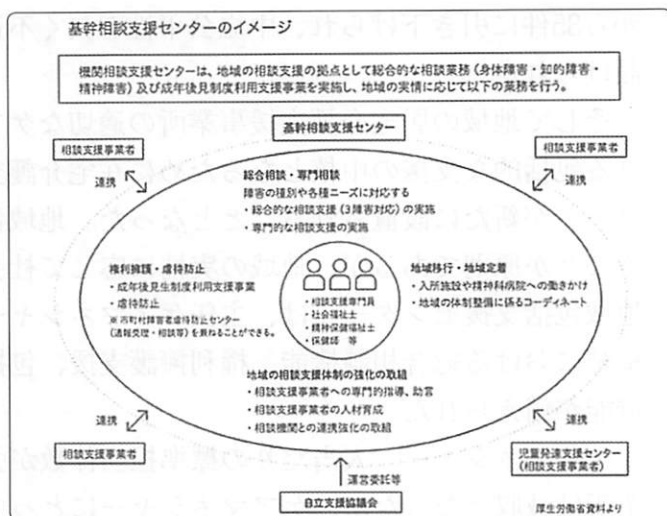 基幹相談支援センターのイメージ
機関相談支援センターは、地域の相談支援の拠点として総合的な相談業務（身体障害・知的障害・
精神障害）及び成年後見制度利用支援事業を実施し、地域の実情に応じて以下の業務を行う。
基幹相談支援センター
相談支援事業者
相談支援事業者
連携
連携
総合相談・専門相談
障害の種別や各種ニーズに対応する
・総合的な相談支援（3障害対応）の実施
・専門的な相談支援の実施
権利擁護・虐待防止
・成年後見制度利用支援事業
・虐待防止
※ 市町村障害者虐待防止センター
（通報受理・相談等）を兼ねることができる。
・相談支援専門員
・社会福祉士
・精神保健福祉士
・保健師 等
地域移行・地域定着
・入所施設や精神科病院への働きかけ
・地域の体制整備に係るコーディネート
地域の相談支援体制の強化の取組
・相談支援事業者への専門的指導、助言
・相談支援事業者の人材育成
・相談機関との連携強化の取組
連携
連携
相談支援事業者
児童発達支援センター
（相談支援事業者）
運営委託等
自立支援協議会
厚生労働省資料より